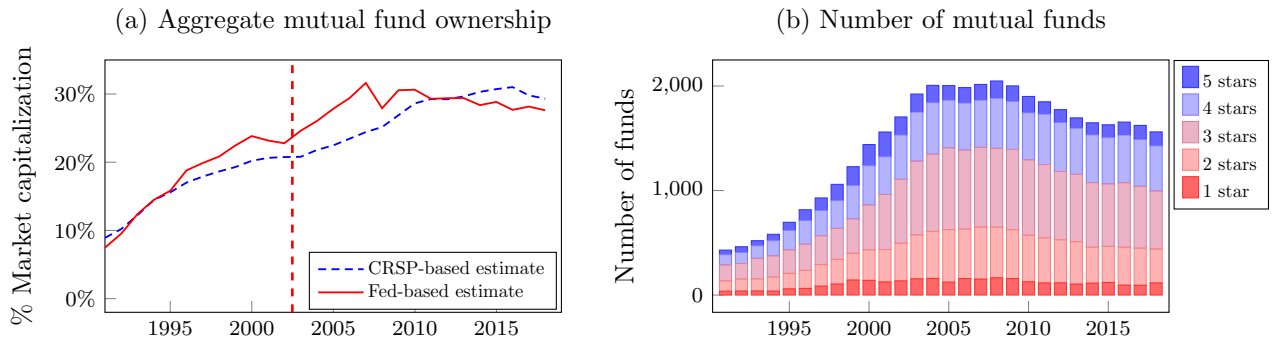 (a) Aggregate mutual fund ownership
% Market capitalization
30%
20%
10%
0%
1995 2000 2005 2010 2015
CRSP-based estimate
Fed-based estimate
(b) Number of mutual funds
Number of funds
2,000
1,000
0
1995 2000 2005 2010 2015
5 stars
4 stars
3 stars
2 stars
1 star